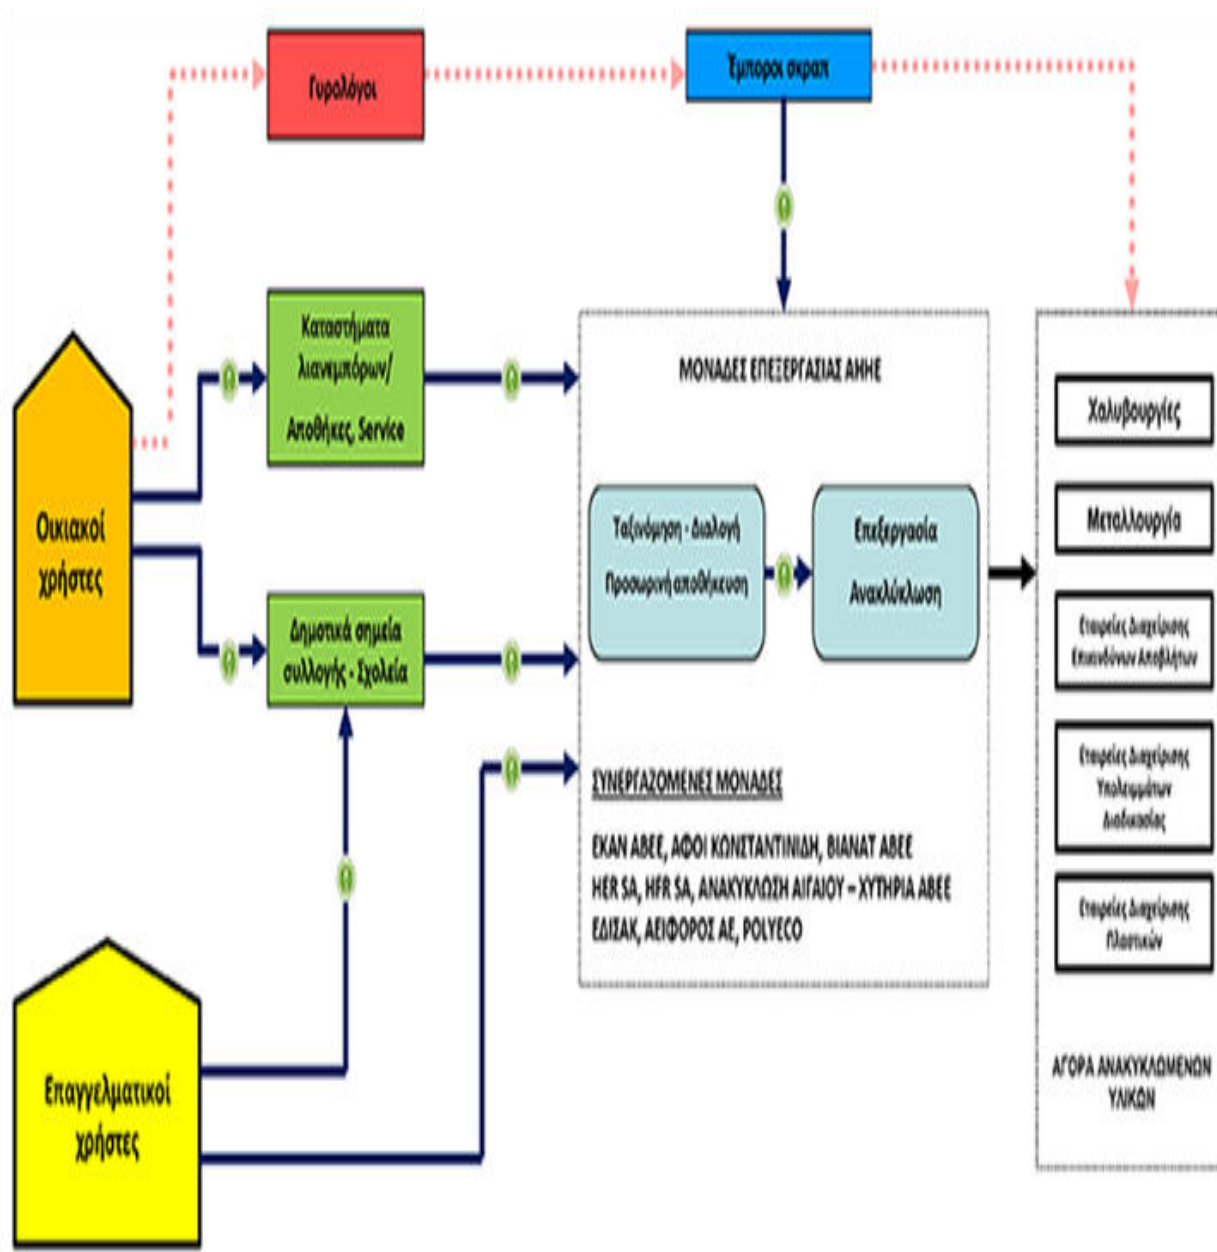 Γυρολόγοι
Έμποροι σκραπ
Καταστήματα
λιανεμπόρων/
Αποθήκες, Service
Οικιακοί
χρήστες
Δημοτικά σημεία
συλλογής - Σχολεία
Επαγγελματικοί
χρήστες
ΜΟΝΑΔΕΣ ΕΠΕΞΕΡΓΑΣΙΑΣ ΑΗΗΕ
Ταξινόμηση - Διαλογή
Προσωρινή αποθήκευση
Επεξεργασία
Ανακλύκλωση
ΣΥΝΕΡΓΑΖΟΜΕΝΕΣ ΜΟΝΑΔΕΣ
ΕΚΑΝ ΑΒΕΕ, ΑΦΟΙ ΚΩΝΣΤΑΝΤΙΝΙΔΗ, ΒΙΑΝΑΤ ΑΒΕΕ
HER SA, HFR SA, ΑΝΑΚΥΚΛΩΣΗ ΑΙΓΑΙΟΥ – ΧΥΤΗΡΙΑ ΑΒΕΕ
ΕΔΙΣΑΚ, ΑΕΙΦΟΡΟΣ ΑΕ, POLYECO
Χαλυβουργίες
Μεταλλουργία
Εταιρείες Διαχείρισης
Επικινδύνων Αποβλήτων
Εταιρείες Διαχείρισης
Υπολειμμάτων
Διαδικασίας
Εταιρείες Διαχείρισης
Πλαστικών
ΑΓΟΡΑ ΑΝΑΚΥΚΛΩΜΕΝΩΝ
ΥΛΙΚΩΝ